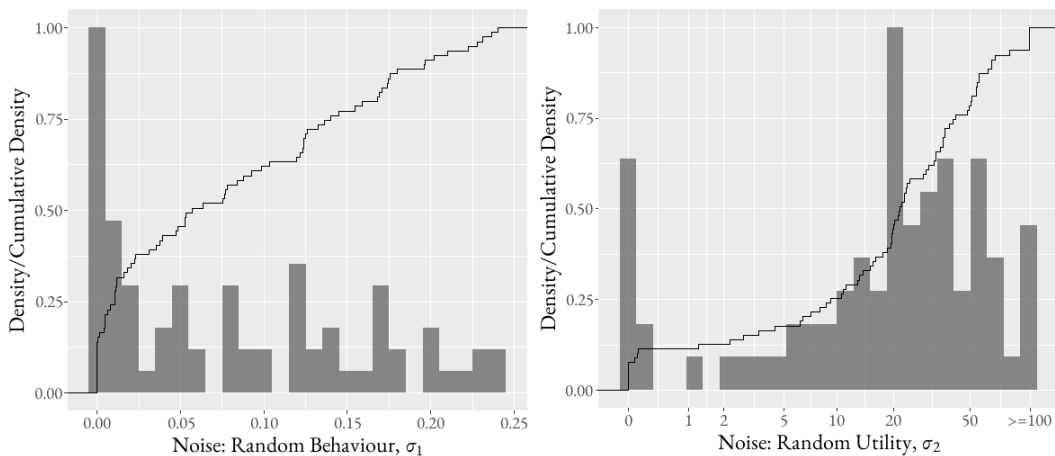 1.00
0.75
0.50
0.25
0.00
Density/Cumulative Density
0.00 0.05 0.10 0.15 0.20 0.25
Noise: Random Behaviour, σ₁
1.00
0.75
0.50
0.25
0.00
Density/Cumulative Density
0 1 2 5 10 20 50 >=100
Noise: Random Utility, σ₂